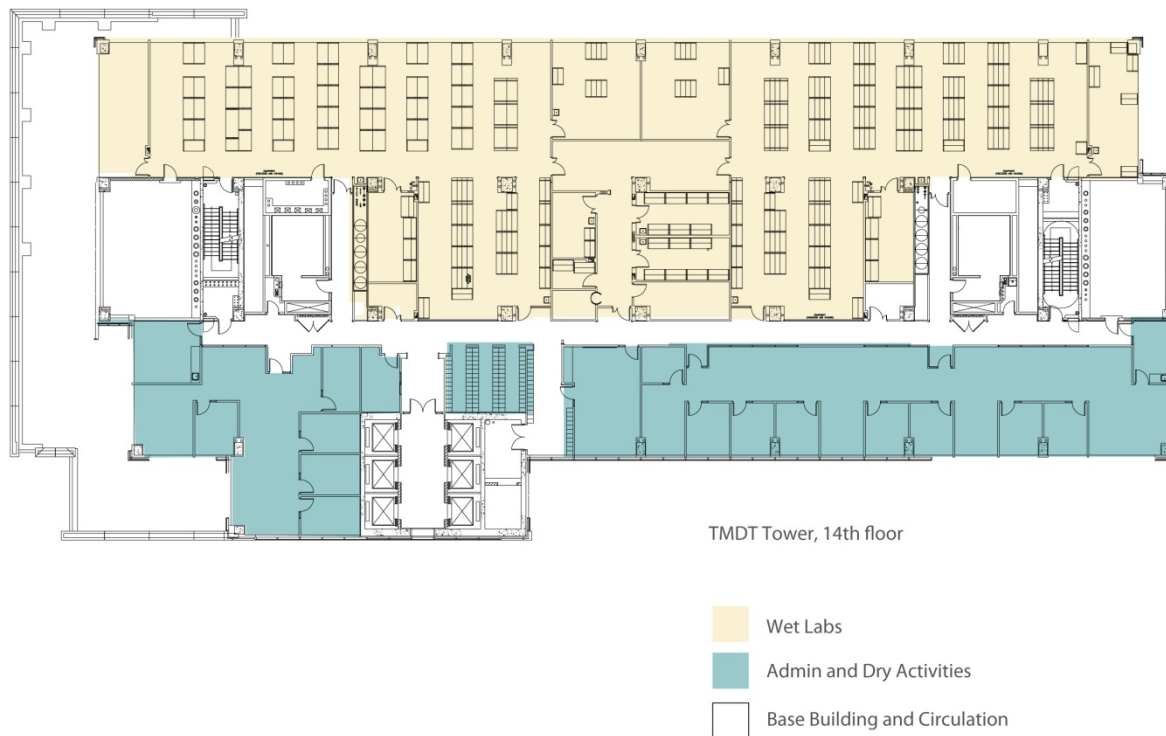 TMDT Tower, 14th floor
Wet Labs
Admin and Dry Activities
Base Building and Circulation